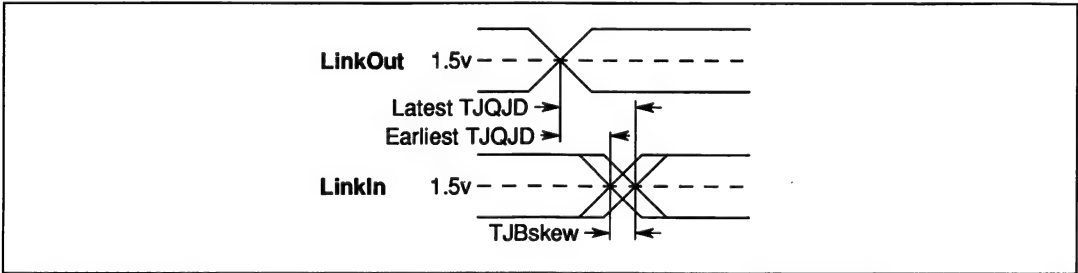 LinkOut 1.5v
Latest TJQJD
Earliest TJQJD
LinkIn 1.5v
TJBskew